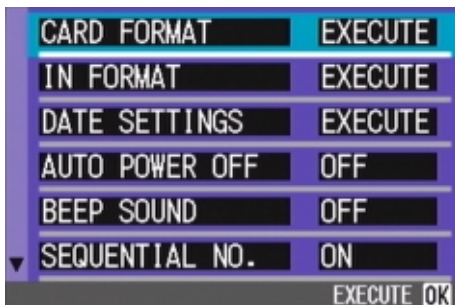 CARD FORMAT EXECUTE
IN FORMAT EXECUTE
DATE SETTINGS EXECUTE
AUTO POWER OFF OFF
BEEP SOUND OFF
SEQUENTIAL NO. ON
EXECUTE OK